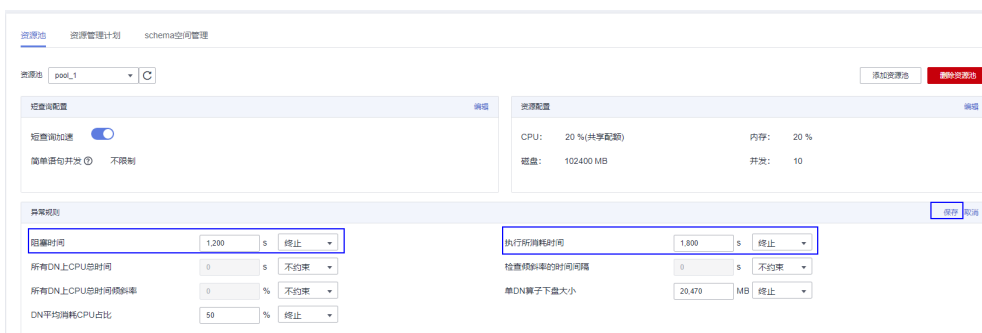 资源池 资源管理计划 schema空间管理
资源池 pool_1 添加资源池 删除资源池
短查询配置 编辑 资源配置 编辑
短查询加速 CPU: 20 %(共享配额) 内存: 20 %
简单语句并发 ? 不限制 磁盘: 102400 MB 并发: 10
异常规则 保存 取消
阻塞时间 1,200 s 终止 执行所消耗时间 1,800 s 终止
所有DN上CPU总时间 0 s 不约束 检查倾斜率的时间间隔 0 s 不约束
所有DN上CPU总时间倾斜率 0 % 不约束 单DN算子下盘大小 20,470 MB 终止
DN平均消耗CPU占比 50 % 终止